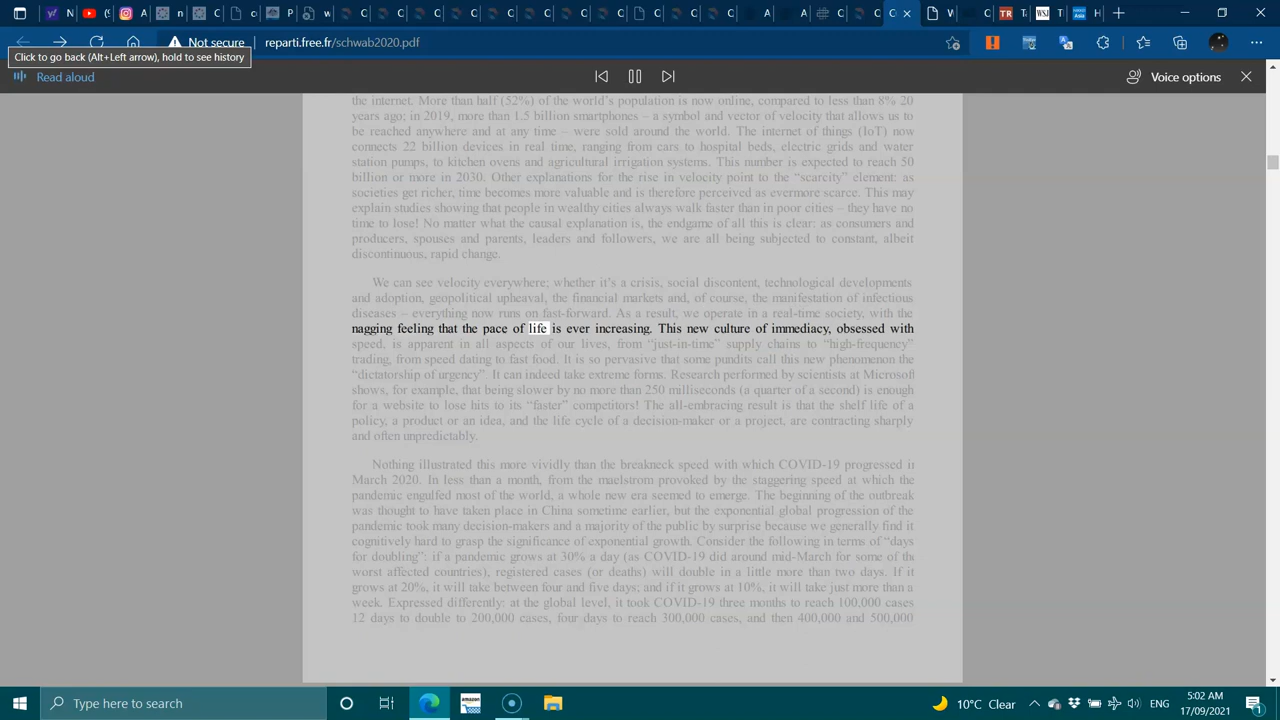 Not secure
reparti.free.fr/schwab2020.pdf
Click to go back (Alt+Left arrow), hold to see history
Read aloud
Voice options
the internet. More than half (52%) of the world's population is now online, compared to less than 8% 20
years ago; in 2019, more than 1.5 billion smartphones – a symbol and vector of velocity that allows us to
be reached anywhere and at any time – were sold around the world. The internet of things (IoT) now
connects 22 billion devices in real time, ranging from cars to hospital beds, electric grids and water
station pumps, to kitchen ovens and agricultural irrigation systems. This number is expected to reach 50
billion or more in 2030. Other explanations for the rise in velocity point to the “scarcity” element: as
societies get richer, time becomes more valuable and is therefore perceived as evermore scarce. This may
explain studies showing that people in wealthy cities always walk faster than in poor cities – they have no
time to lose! No matter what the causal explanation is, the endgame of all this is clear: as consumers and
producers, spouses and parents, leaders and followers, we are all being subjected to constant, albeit
discontinuous, rapid change.
We can see velocity everywhere; whether it's a crisis, social discontent, technological developments
and adoption, geopolitical upheaval, the financial markets and, of course, the manifestation of infectious
diseases – everything now runs on fast-forward. As a result, we operate in a real-time society, with the
nagging feeling that the pace of life is ever increasing. This new culture of immediacy, obsessed with
speed, is apparent in all aspects of our lives, from “just-in-time” supply chains to “high-frequency”
trading, from speed dating to fast food. It is so pervasive that some pundits call this new phenomenon the
“dictatorship of urgency”. It can indeed take extreme forms. Research performed by scientists at Microsoft
shows, for example, that being slower by no more than 250 milliseconds (a quarter of a second) is enough
for a website to lose hits to its “faster” competitors! The all-embracing result is that the shelf life of a
policy, a product or an idea, and the life cycle of a decision-maker or a project, are contracting sharply
and often unpredictably.
Nothing illustrated this more vividly than the breakneck speed with which COVID-19 progressed in
March 2020. In less than a month, from the maelstrom provoked by the staggering speed at which the
pandemic engulfed most of the world, a whole new era seemed to emerge. The beginning of the outbreak
was thought to have taken place in China sometime earlier, but the exponential global progression of the
pandemic took many decision-makers and a majority of the public by surprise because we generally find it
cognitively hard to grasp the significance of exponential growth. Consider the following in terms of “days
for doubling”: if a pandemic grows at 30% a day (as COVID-19 did around mid-March for some of the
worst affected countries), registered cases (or deaths) will double in a little more than two days. If it
grows at 20%, it will take between four and five days; and if it grows at 10%, it will take just more than a
week. Expressed differently: at the global level, it took COVID-19 three months to reach 100,000 cases
12 days to double to 200,000 cases, four days to reach 300,000 cases, and then 400,000 and 500,000
Type here to search
amazon
10°C Clear
ENG
5:02 AM
17/09/2021
1